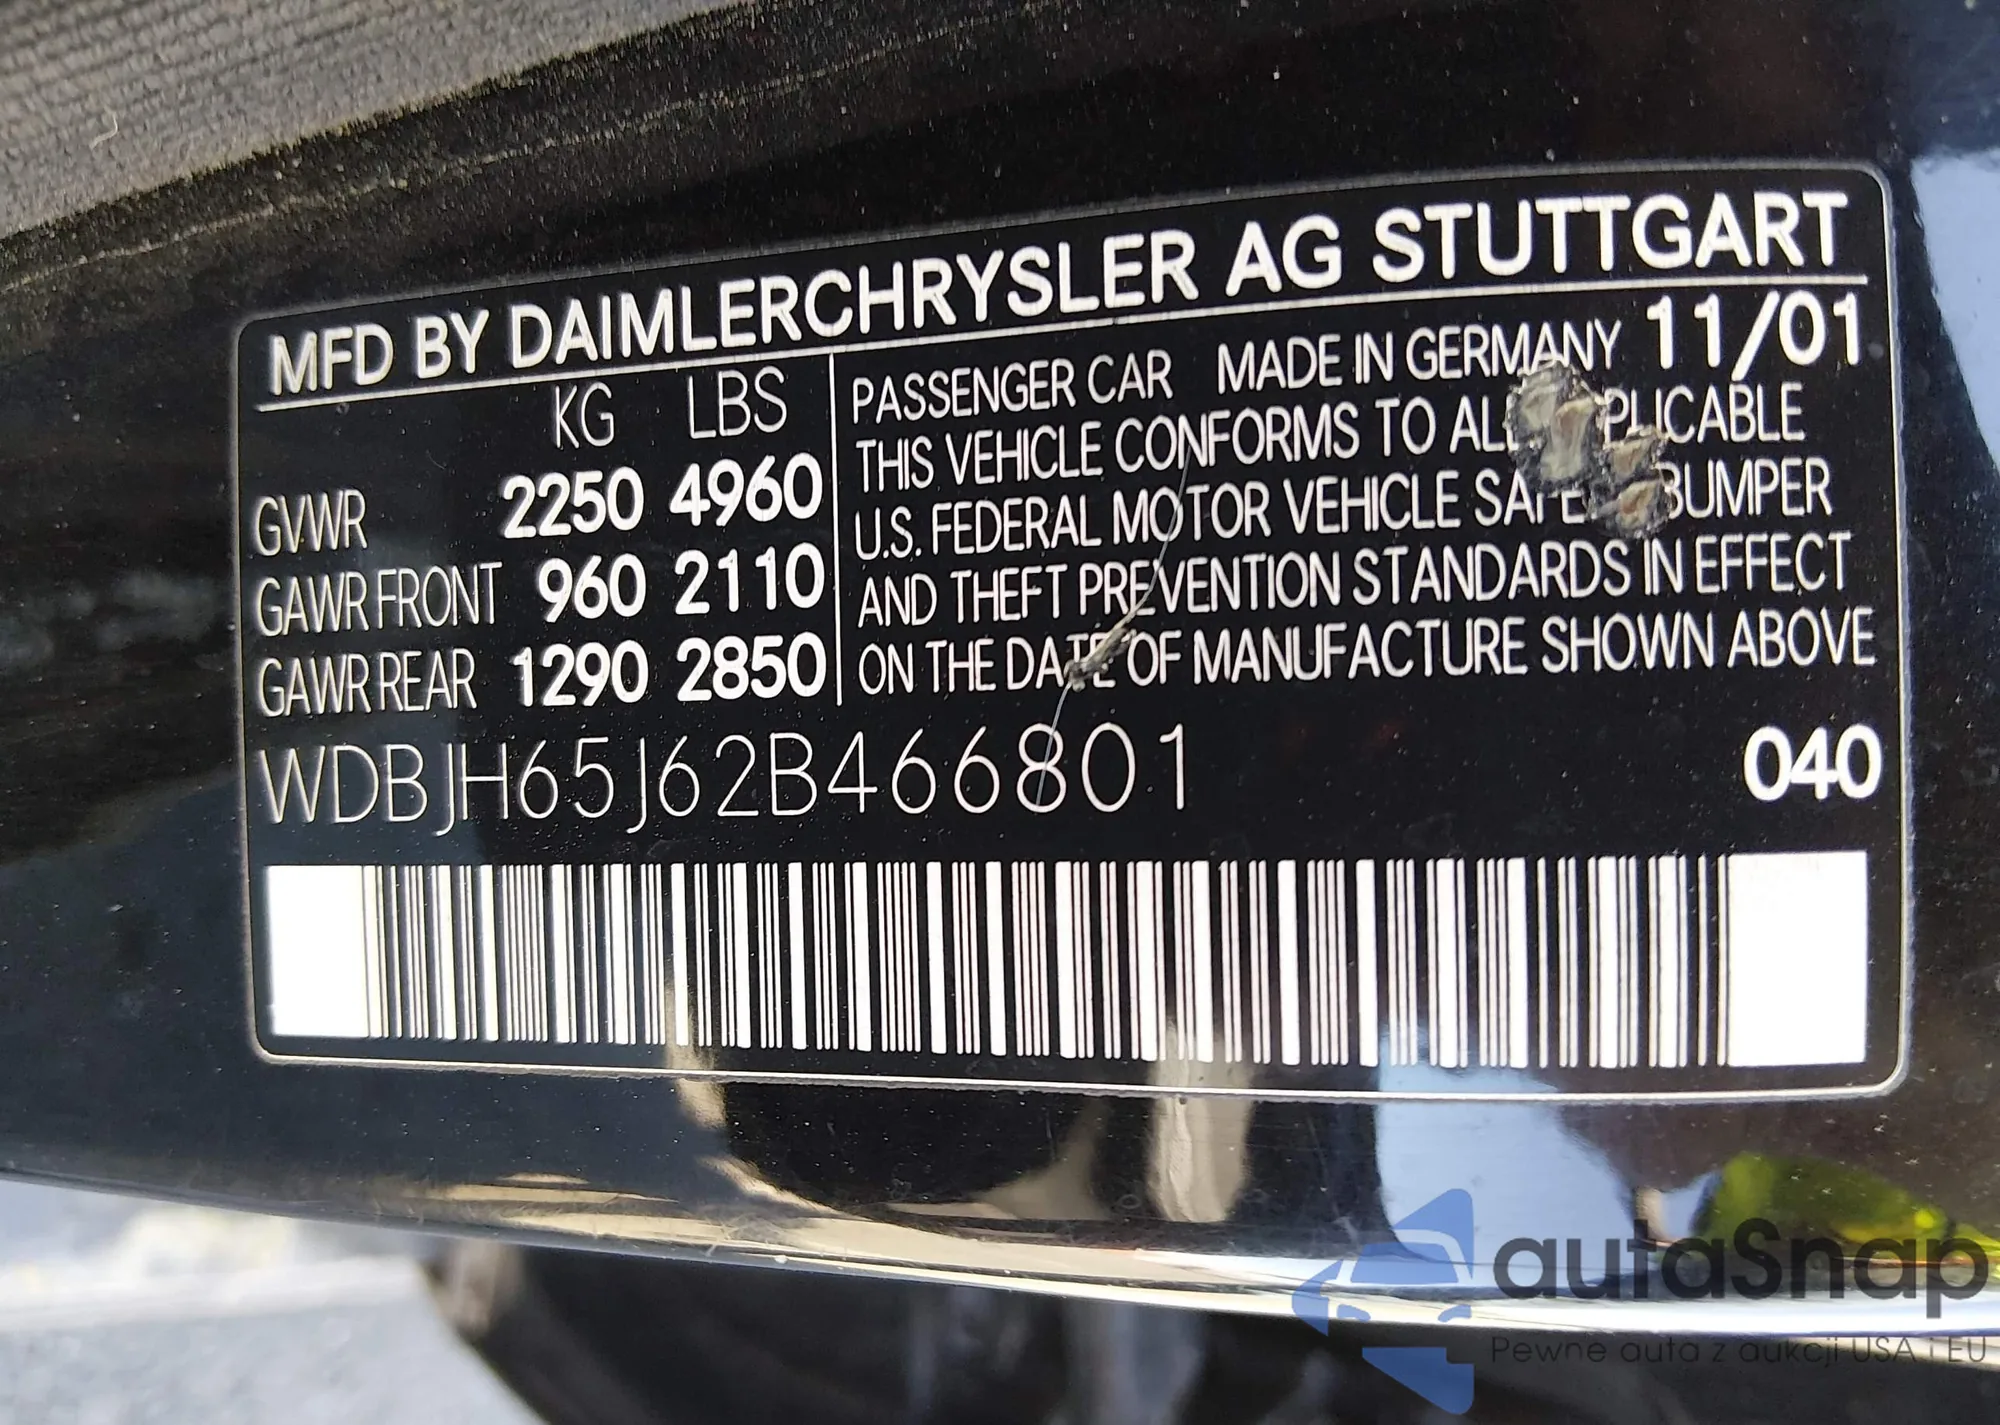 MFD BY DAIMLERCHRYSLER AG STUTTGART
KG LBS
GVWR 2250 4960
GAWR FRONT 960 2110
GAWR REAR 1290 2850
PASSENGER CAR MADE IN GERMANY 11/01
THIS VEHICLE CONFORMS TO ALL APPLICABLE
U.S. FEDERAL MOTOR VEHICLE SAFETY BUMPER
AND THEFT PREVENTION STANDARDS IN EFFECT
ON THE DATE OF MANUFACTURE SHOWN ABOVE
WDBJH65J62B466801 040
autaSnap
Pewne auta z aukcji USA i EU